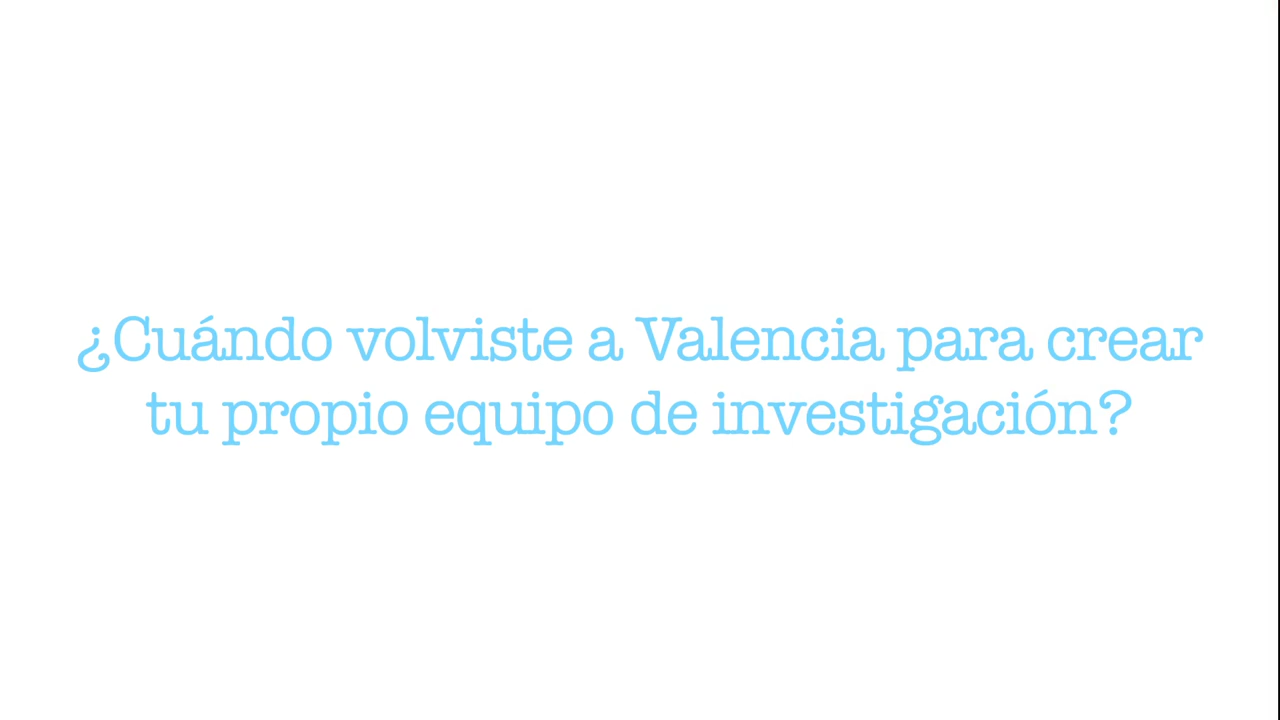 ¿Cuándo volviste a Valencia para crear
tu propio equipo de investigación?